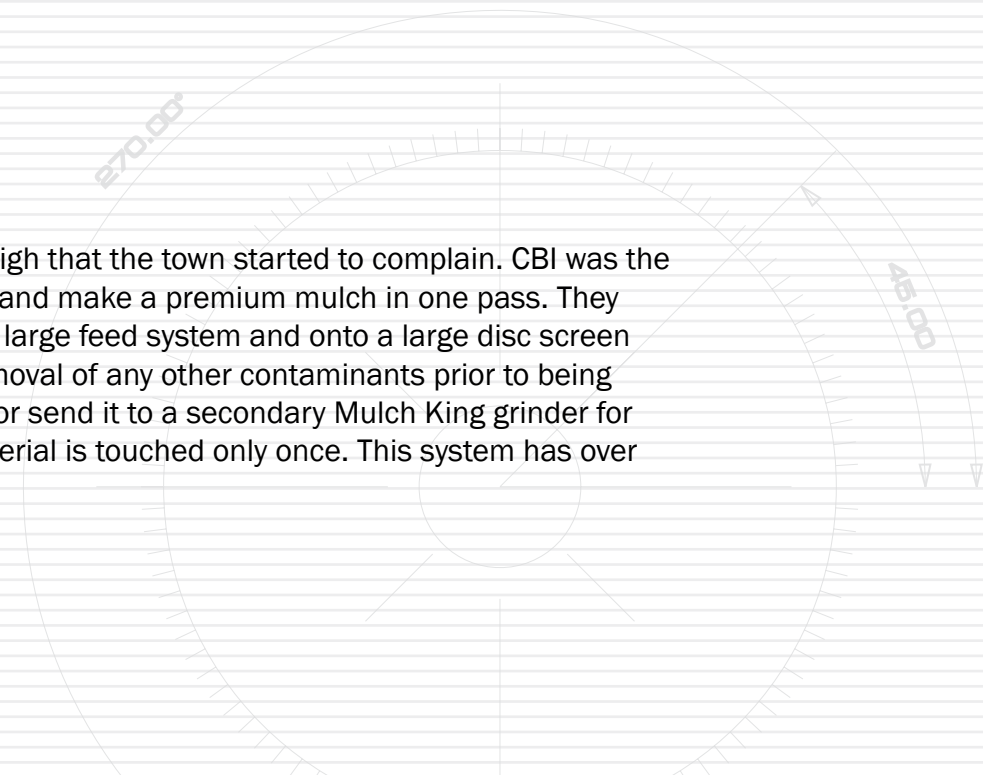 270.00°
igh that the town started to complain. CBI was the
and make a premium mulch in one pass. They
large feed system and onto a large disc screen
noval of any other contaminants prior to being
or send it to a secondary Mulch King grinder for
erial is touched only once. This system has over
45.00